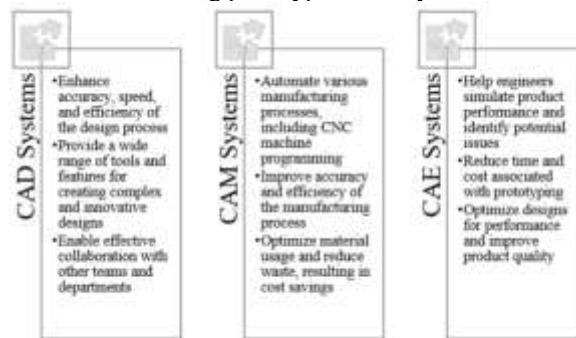 CAD Systems
•Enhance
accuracy, speed,
and efficiency of
the design process
•Provide a wide
range of tools and
features for
creating complex
and innovative
designs
•Enable effective
collaboration with
other teams and
departments
CAM Systems
•Automate various
manufacturing
processes,
including CNC
machine
programming
•Improve accuracy
and efficiency of
the manufacturing
process
•Optimize material
usage and reduce
waste, resulting in
cost savings
CAE Systems
•Help engineers
simulate product
performance and
identify potential
issues
•Reduce time and
cost associated
with prototyping
•Optimize designs
for performance
and improve
product quality